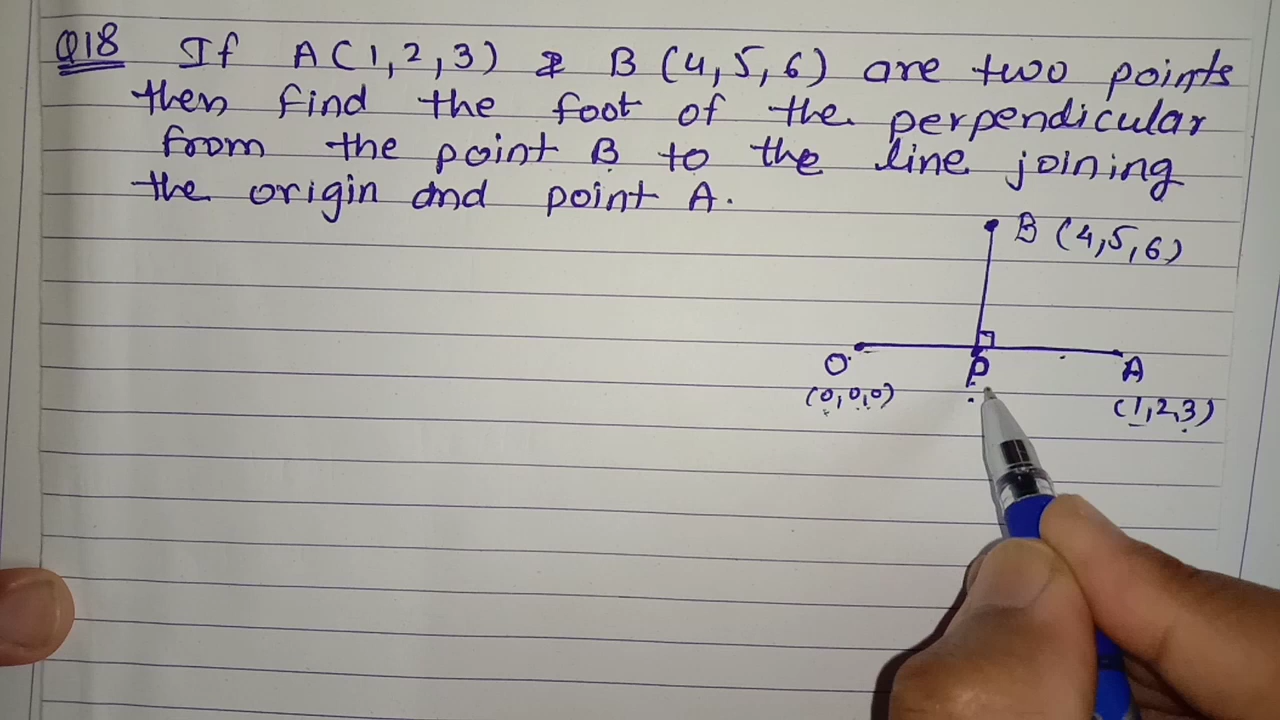 Q18 If A(1,2,3) & B(4,5,6) are two points
then find the foot of the perpendicular
from the point B to the line joining
the origin and point A.
B (4,5,6)
O P A
(0,0,0) (1,2,3)